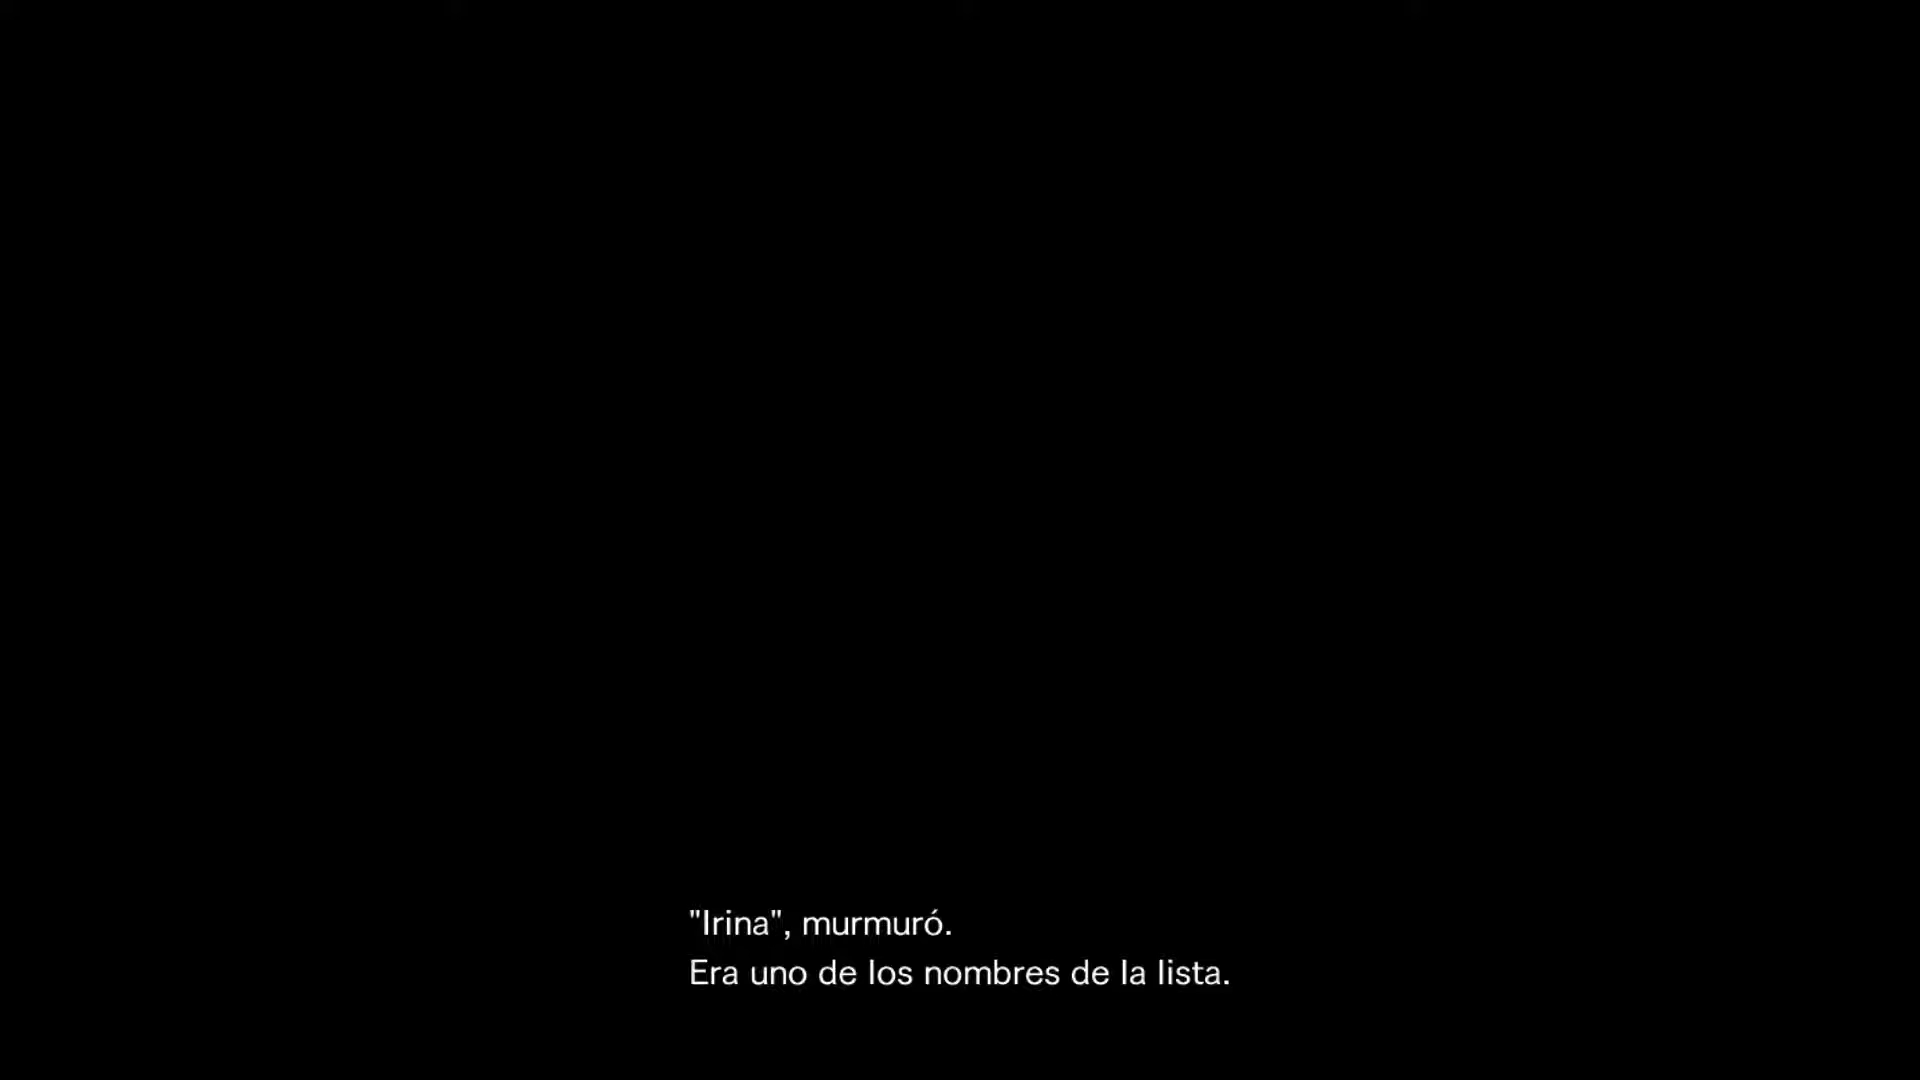 "Irina", murmuró.
Era uno de los nombres de la lista.